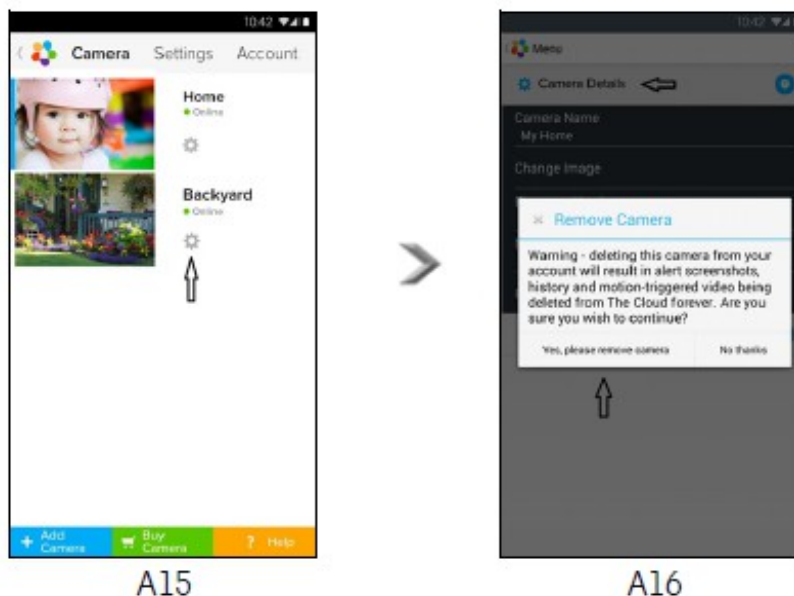 10:42
Camera Settings Account
Home
Online
Backyard
Online
Add
Camera
Buy
Camera
? Help
A15
10:42
Menu
Camera Details
Camera Name
My Home
Change Image
Remove Camera
Warning - deleting this camera from your
account will result in alert screenshots,
history and motion-triggered video being
deleted from The Cloud forever. Are you
sure you wish to continue?
Yes, please remove camera No thanks
A16